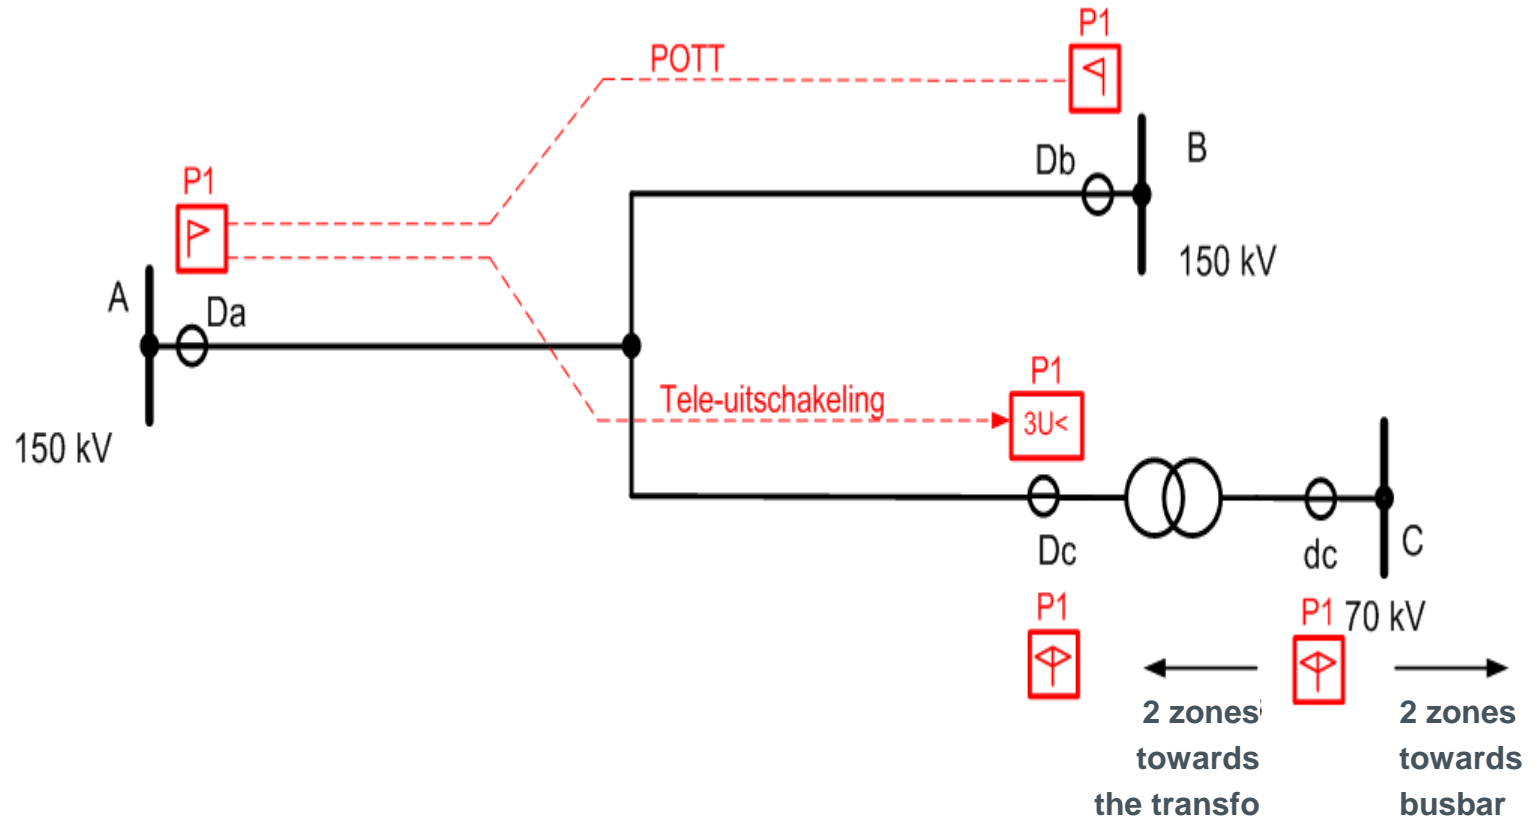 P1
POTT
P1
Db
B
P1
150 kV
A
Da
P1
Tele-uitschakeling
3U<
150 kV
Dc
dc
C
P1
P1
70 kV
2 zones
towards
the transfo
2 zones
towards
busbar